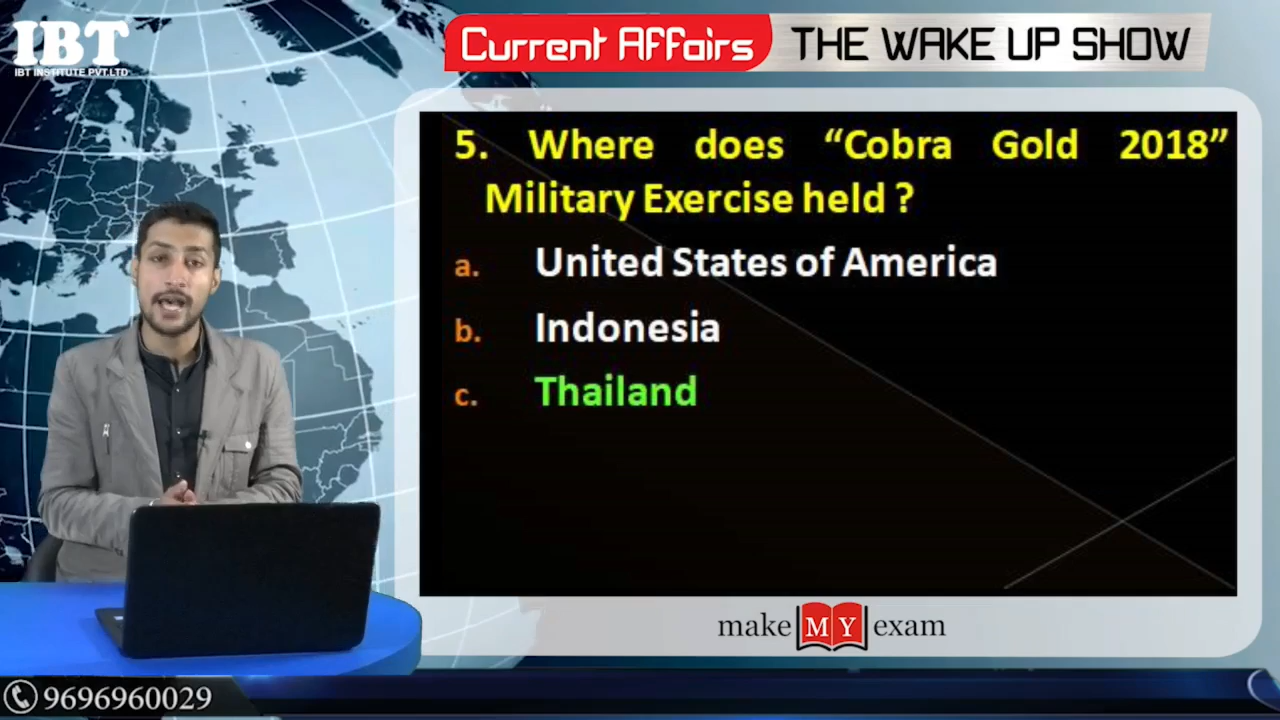 IBT
IBT INSTITUTE PVT.LTD
Current Affairs THE WAKE UP SHOW
5. Where does “Cobra Gold 2018”
Military Exercise held ?
a. United States of America
b. Indonesia
c. Thailand
make MY exam
9696960029